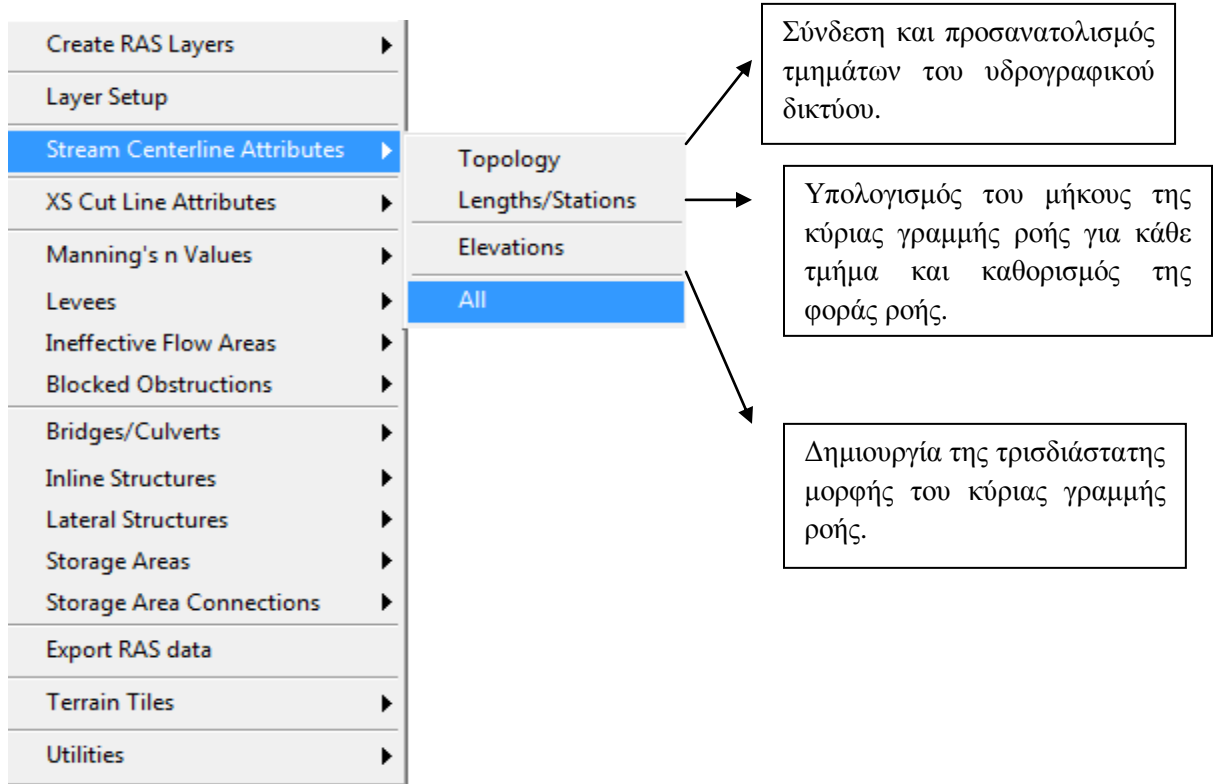 Create RAS Layers
Layer Setup
Stream Centerline Attributes
XS Cut Line Attributes
Manning's n Values
Levees
Ineffective Flow Areas
Blocked Obstructions
Bridges/Culverts
Inline Structures
Lateral Structures
Storage Areas
Storage Area Connections
Export RAS data
Terrain Tiles
Utilities
Topology
Lengths/Stations
Elevations
All
Σύνδεση και προσανατολισμός
τμημάτων του υδρογραφικού
δικτύου.
Υπολογισμός του μήκους της
κύριας γραμμής ροής για κάθε
τμήμα και καθορισμός της
φοράς ροής.
Δημιουργία της τρισδιάστατης
μορφής του κύριας γραμμής
ροής.